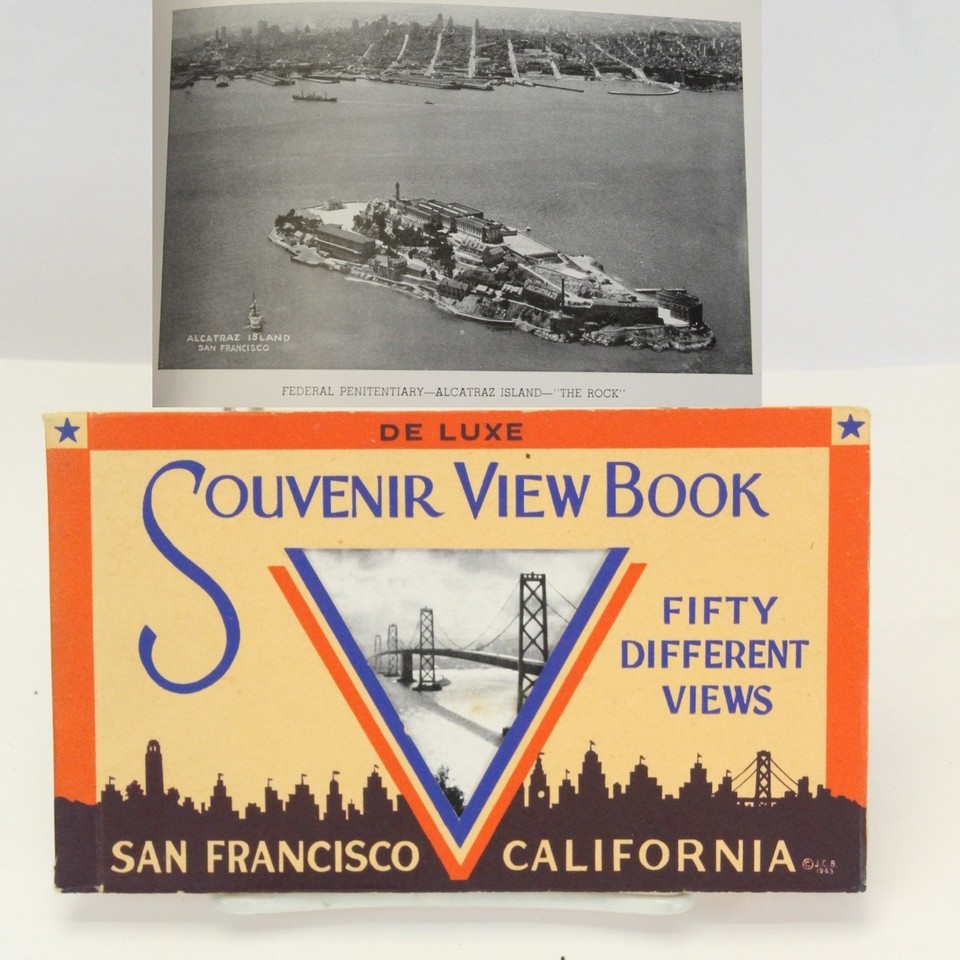 ALCATRAZ ISLAND
SAN FRANCISCO
FEDERAL PENITENTIARY—ALCATRAZ ISLAND—"THE ROCK"
DE LUXE
SOUVENIR VIEW BOOK
FIFTY
DIFFERENT
VIEWS
SAN FRANCISCO CALIFORNIA
© J.C.B.
1943